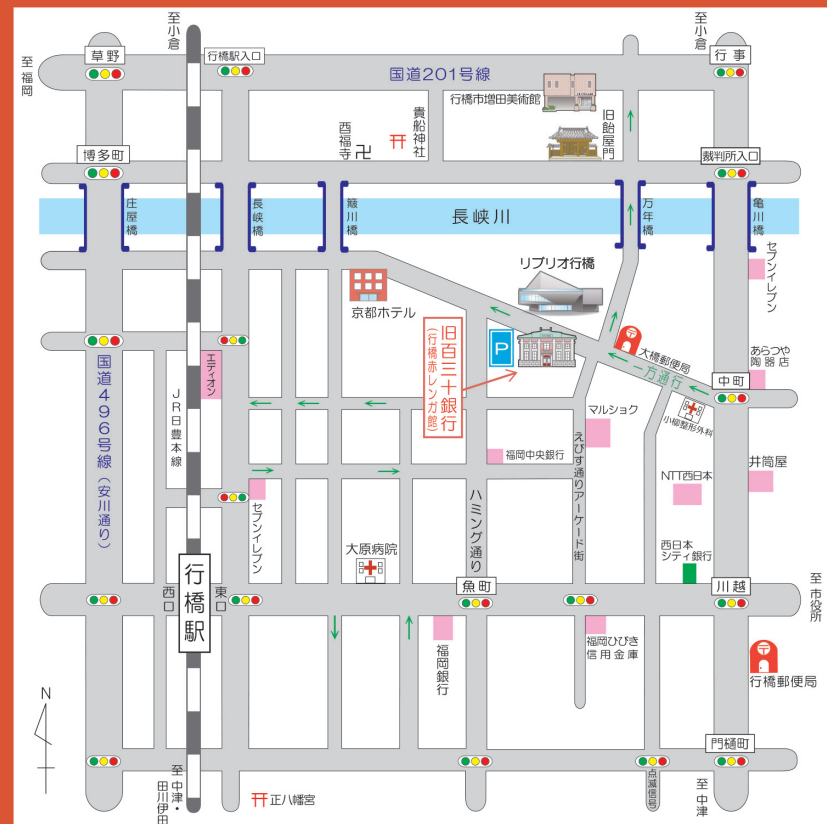 至小倉
至小倉
草野
行橋駅入口
国道201号線
行事
至福岡
行橋市増田美術館
旧飴屋門
貴船神社
酉福寺
卍
博多町
裁判所入口
庄屋橋
長峡橋
簸川橋
長峡川
万年橋
亀川橋
セブンイレブン
リブリオ行橋
京都ホテル
P
旧百三十銀行
(行橋赤レンガ館)
大橋郵便局
一方通行
あらつや
陶器店
中町
小柳整形外科
エディオン
国道496号線(安川通り)
JR日豊本線
マルショク
福岡中央銀行
えびす通りアーケード街
NTT西日本
井筒屋
セブンイレブン
ハミング通り
大原病院
西日本
シティ銀行
行橋駅
西口
東口
魚町
川越
至市役所
福岡銀行
福岡ひびき
信用金庫
行橋郵便局
N
門樋町
至中津・
田川伊田
正八幡宮
点滅信号
至中津